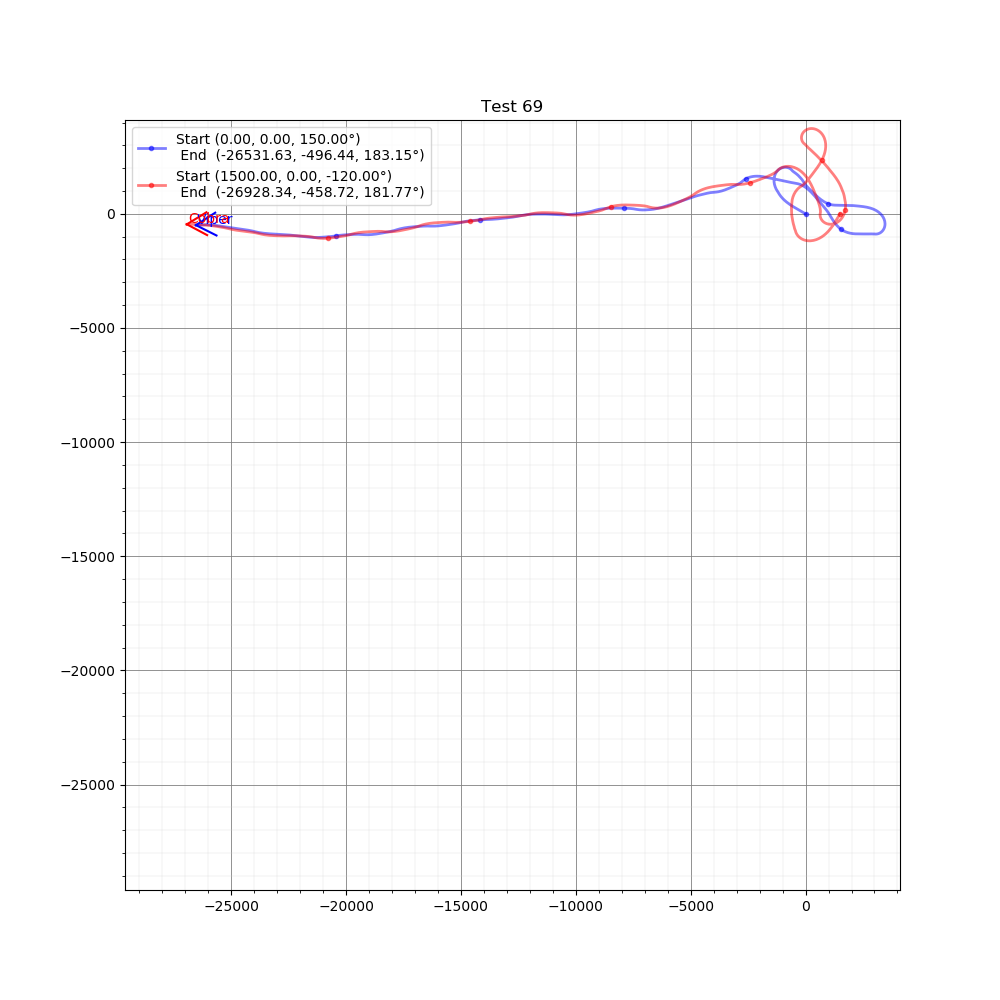 Test 69
Start (0.00, 0.00, 150.00°)
End (-26531.63, -496.44, 183.15°)
Start (1500.00, 0.00, -120.00°)
End (-26928.34, -458.72, 181.77°)
0
−5000
−10000
−15000
−20000
−25000
−25000 −20000 −15000 −10000 −5000 0